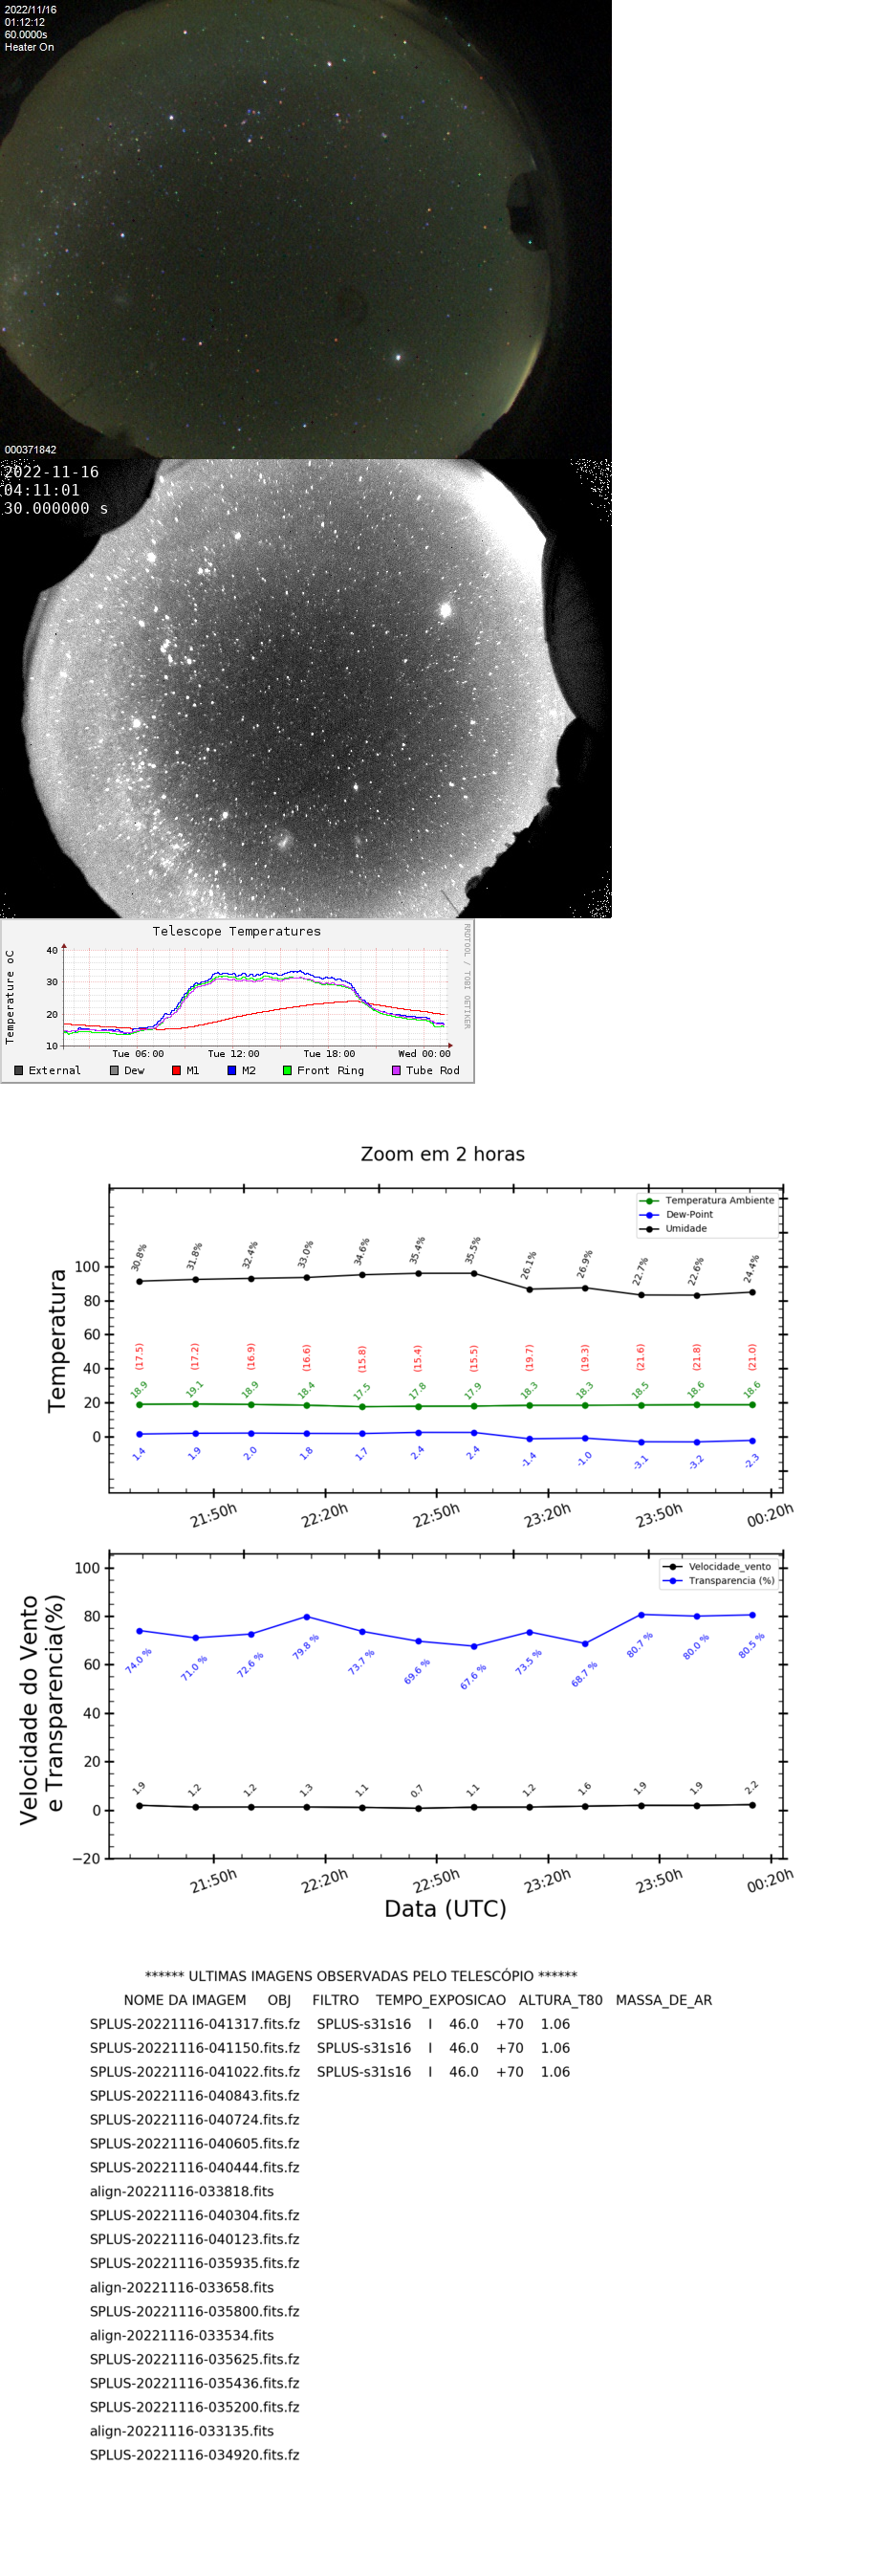 2022/11/16
01:12:12
60.0000s
Heater On
000371842
2022-11-16
04:11:01
30.000000 s
Telescope Temperatures
RRDTOOL / TOBI OETIKER
Temperature oC
40
30
20
10
Tue 06:00 Tue 12:00 Tue 18:00 Wed 00:00
External Dew M1 M2 Front Ring Tube Rod
Zoom em 2 horas
Temperatura Ambiente
Dew-Point
Umidade
Temperatura
100
80
60
40
20
0
30.8% 31.8% 32.4% 33.0% 34.6% 35.4% 35.5% 26.1% 26.9% 22.7% 22.6% 24.4%
(17.5) (17.2) (16.9) (16.6) (15.8) (15.4) (15.5) (19.7) (19.3) (21.6) (21.8) (21.0)
18.9 19.1 18.9 18.4 17.5 17.8 17.9 18.3 18.3 18.5 18.6 18.6
1.4 1.9 2.0 1.8 1.7 2.4 2.4 -1.4 -1.0 -3.1 -3.2 -2.3
21:50h 22:20h 22:50h 23:20h 23:50h 00:20h
Velocidade_vento
Transparencia (%)
Velocidade do Vento
e Transparencia(%)
100
80
60
40
20
0
−20
74.0 % 71.0 % 72.6 % 79.8 % 73.7 % 69.6 % 67.6 % 73.5 % 68.7 % 80.7 % 80.0 % 80.5 %
1.9 1.2 1.2 1.3 1.1 0.7 1.1 1.2 1.6 1.9 1.9 2.2
21:50h 22:20h 22:50h 23:20h 23:50h 00:20h
Data (UTC)
****** ULTIMAS IMAGENS OBSERVADAS PELO TELESCÓPIO ******
NOME DA IMAGEM OBJ FILTRO TEMPO_EXPOSICAO ALTURA_T80 MASSA_DE_AR
SPLUS-20221116-041317.fits.fz SPLUS-s31s16 I 46.0 +70 1.06
SPLUS-20221116-041150.fits.fz SPLUS-s31s16 I 46.0 +70 1.06
SPLUS-20221116-041022.fits.fz SPLUS-s31s16 I 46.0 +70 1.06
SPLUS-20221116-040843.fits.fz
SPLUS-20221116-040724.fits.fz
SPLUS-20221116-040605.fits.fz
SPLUS-20221116-040444.fits.fz
align-20221116-033818.fits
SPLUS-20221116-040304.fits.fz
SPLUS-20221116-040123.fits.fz
SPLUS-20221116-035935.fits.fz
align-20221116-033658.fits
SPLUS-20221116-035800.fits.fz
align-20221116-033534.fits
SPLUS-20221116-035625.fits.fz
SPLUS-20221116-035436.fits.fz
SPLUS-20221116-035200.fits.fz
align-20221116-033135.fits
SPLUS-20221116-034920.fits.fz